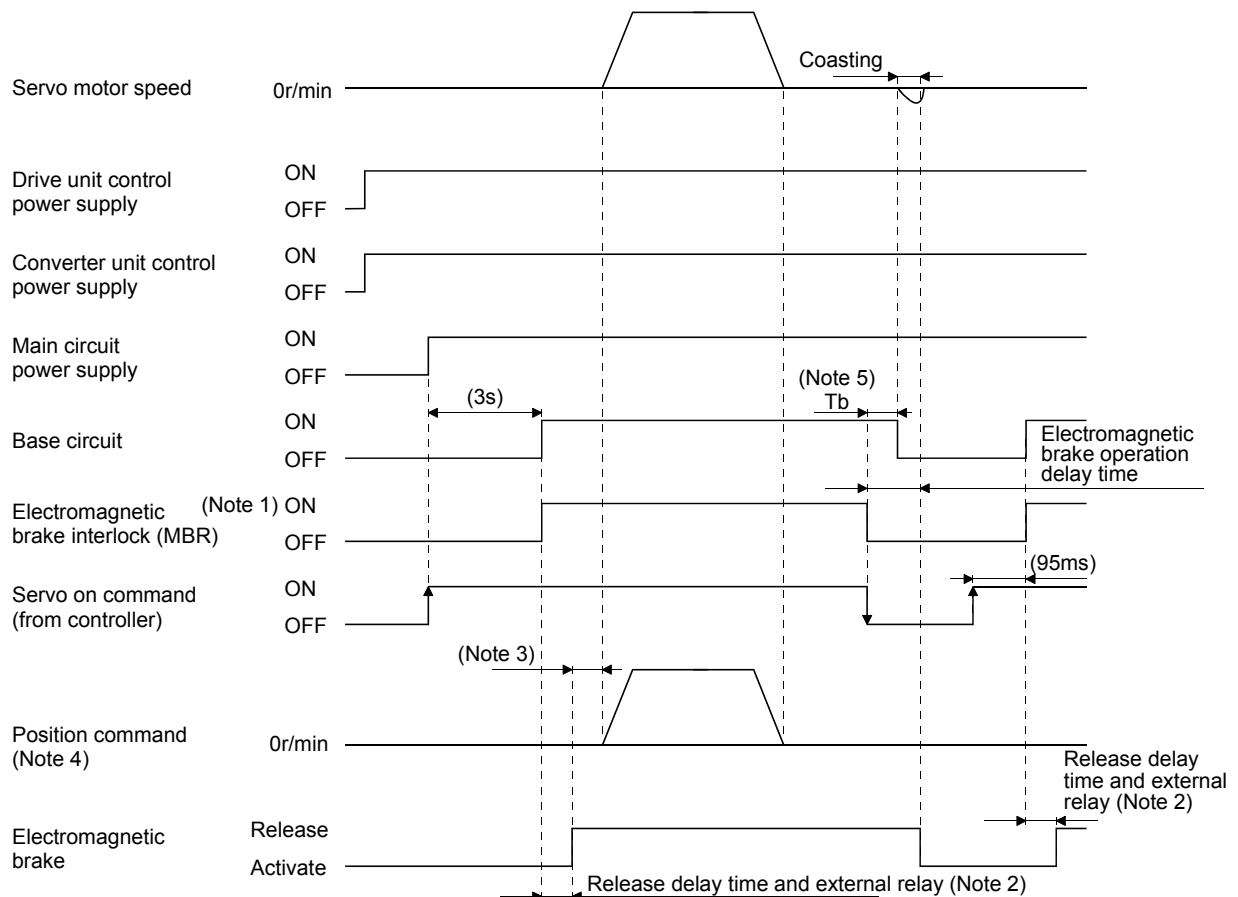 Coasting
Servo motor speed 0r/min
Drive unit control
power supply
ON
OFF
Converter unit control
power supply
ON
OFF
Main circuit
power supply
ON
OFF
(3s)
(Note 5)
Tb
Base circuit
ON
OFF
Electromagnetic
brake operation
delay time
Electromagnetic
brake interlock (MBR)
(Note 1) ON
OFF
(95ms)
Servo on command
(from controller)
ON
OFF
(Note 3)
Position command
(Note 4)
0r/min
Release delay
time and external
relay (Note 2)
Electromagnetic
brake
Release
Activate
Release delay time and external relay (Note 2)